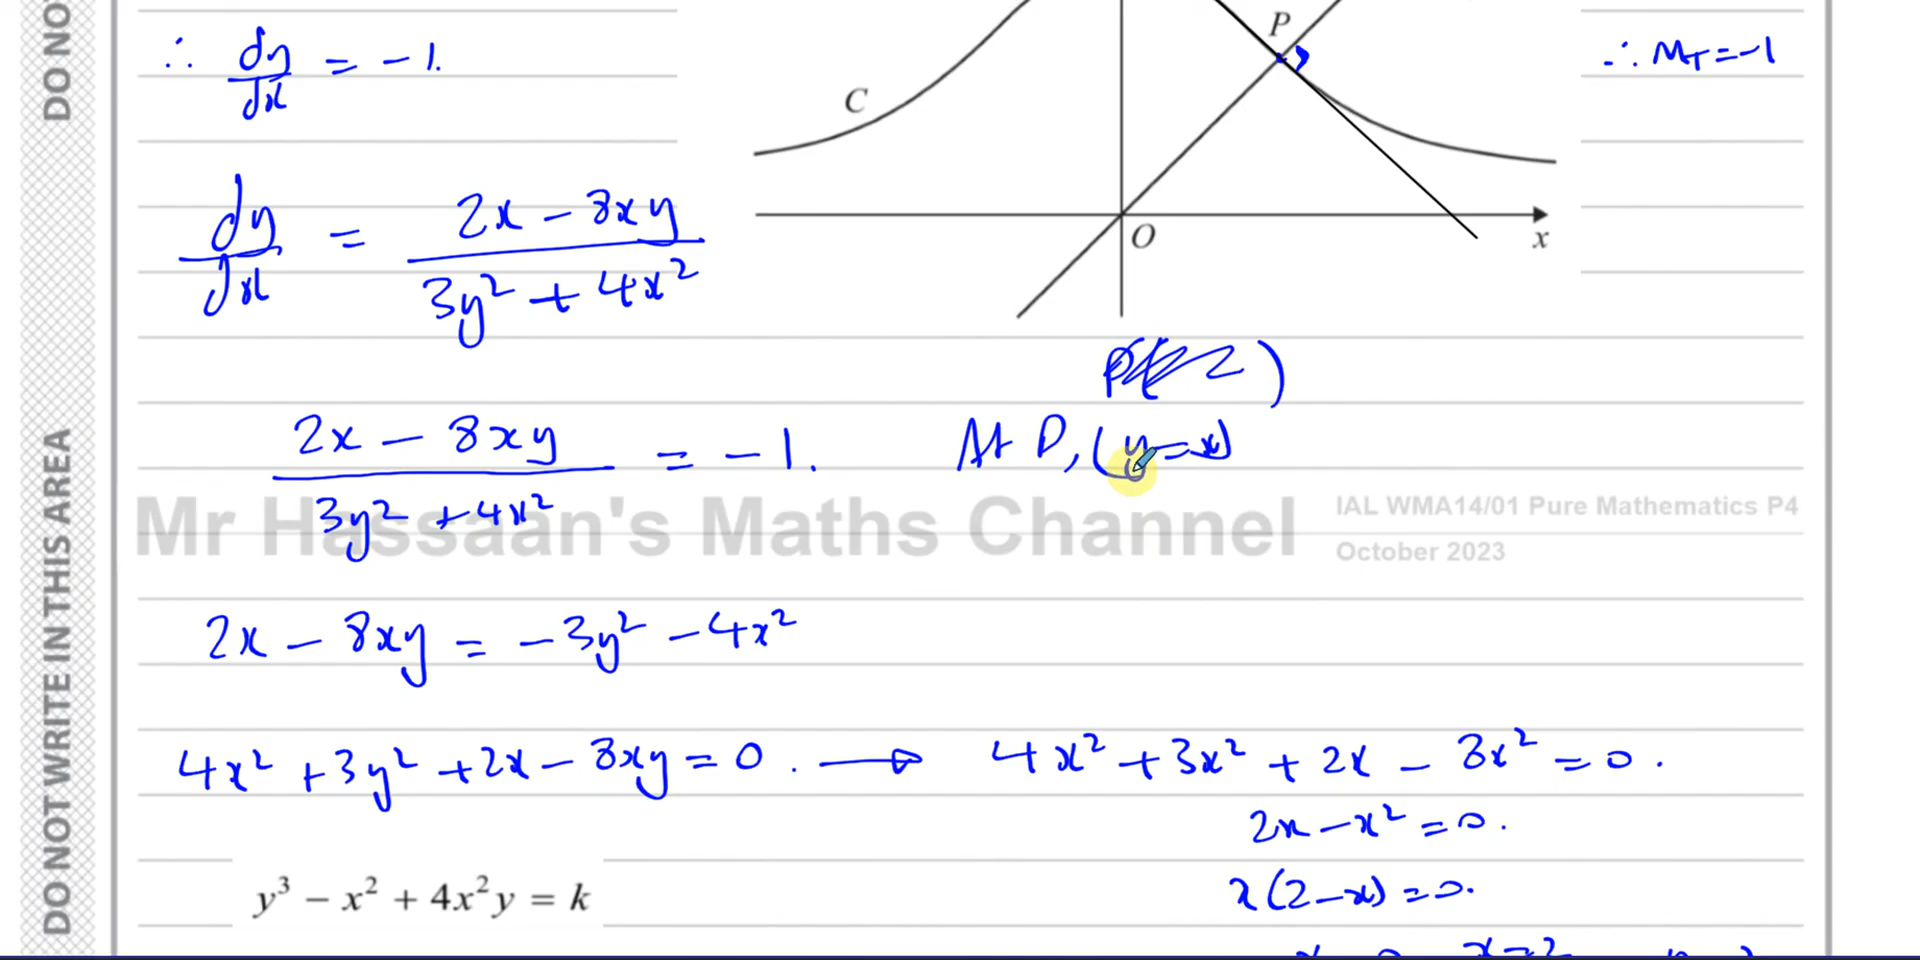 DO NO
∴ dy/dx = -1.
C
P
∴ M_T = -1
dy/dx = (2x - 8xy)/(3y² + 4x²)
O
x
(2x - 8xy)/(3y² + 4x²) = -1.
At P, (y = x)
DO NOT WRITE IN THIS AREA
Mr Hassaan's Maths Channel
IAL WMA14/01 Pure Mathematics P4
October 2023
2x - 8xy = -3y² - 4x²
4x² + 3y² + 2x - 8xy = 0. → 4x² + 3x² + 2x - 8x² = 0.
2x - x² = 0.
y³ − x² + 4x²y = k
x(2 - x) = 0.